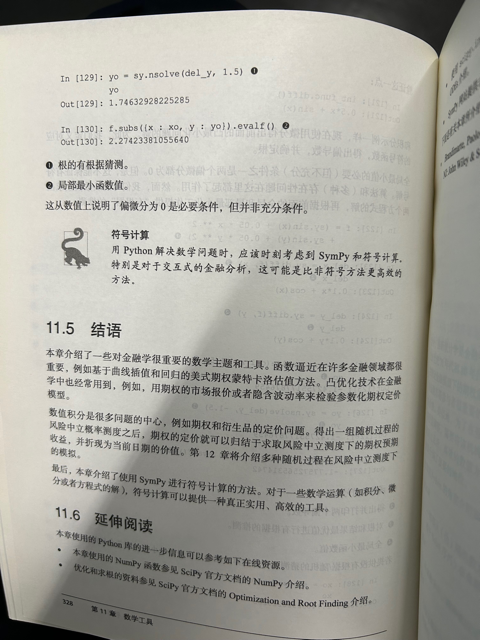 In [129]: yo = sy.nsolve(del_y, 1.5) ❶
yo
Out[129]: 1.74632928225285
In [130]: f.subs({x : xo, y : yo}).evalf() ❷
Out[130]: 2.27423381055640
❶ 根的有根据猜测。
❷ 局部最小函数值。
这从数值上说明了偏微分为 0 是必要条件，但并非充分条件。
符号计算
用 Python 解决数学问题时，应该时刻考虑到 SymPy 和符号计算。
特别是对于交互式的金融分析，这可能是比非符号方法更高效的
方法。
11.5 结语
本章介绍了一些对金融学很重要的数学主题和工具。函数逼近在许多金融领域都很
重要，例如基于曲线插值和回归的美式期权蒙特卡洛估值方法。凸优化技术在金融
学中也经常用到，例如，用期权的市场报价或者隐含波动率来检验参数化期权定价
模型。
数值积分是很多问题的中心，例如期权和衍生品的定价问题。得出一组随机过程的
风险中立概率测度之后，期权的定价就可以归结于求取风险中立测度下的期权预期
收益，并折现为当前日期的价值。第 12 章将介绍多种随机过程在风险中立测度下
的模拟。
最后，本章介绍了使用 SymPy 进行符号计算的方法。对于一些数学运算（如积分、微
分或者方程式的解），符号计算可以提供一种真正实用、高效的工具。
11.6 延伸阅读
本章使用的 Python 库的进一步信息可以参考如下在线资源。
• 本章使用的 NumPy 函数参见 SciPy 官方文档的 NumPy 介绍。
• 优化和求根的资料参见 SciPy 官方文档的 Optimization and Root Finding 介绍。
328 第 11 章 数学工具